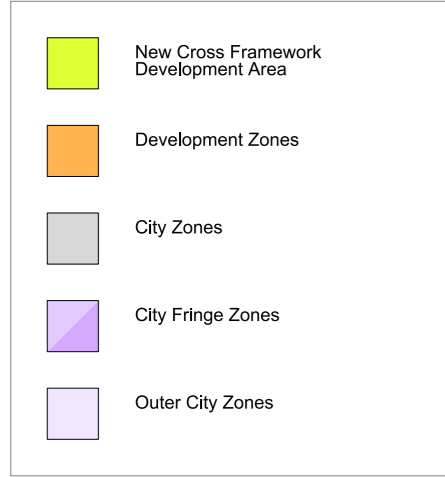 New Cross Framework
Development Area
Development Zones
City Zones
City Fringe Zones
Outer City Zones